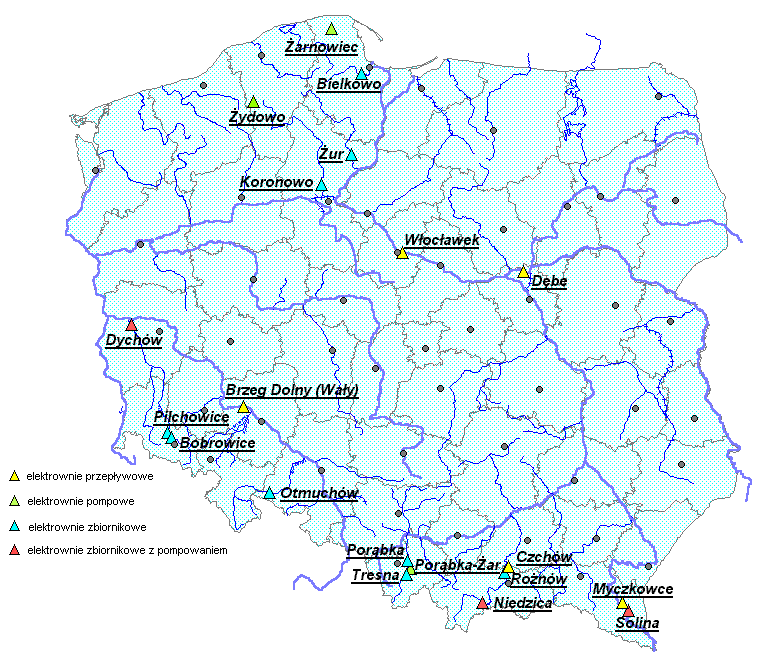 Żarnowiec
Bielkowo
Żydowo
Żur
Koronowo
Włocławek
Dębe
Dychów
Brzeg Dolny (Wały)
Pilchowice
Bobrowice
elektrownie przepływowe
Otmuchów
elektrownie pompowe
elektrownie zbiornikowe
elektrownie zbiornikowe z pompowaniem
Porąbka
Czchów
Porąbka-Żar
Tresna
Rożnów
Myczkowce
Niedzica
Solina